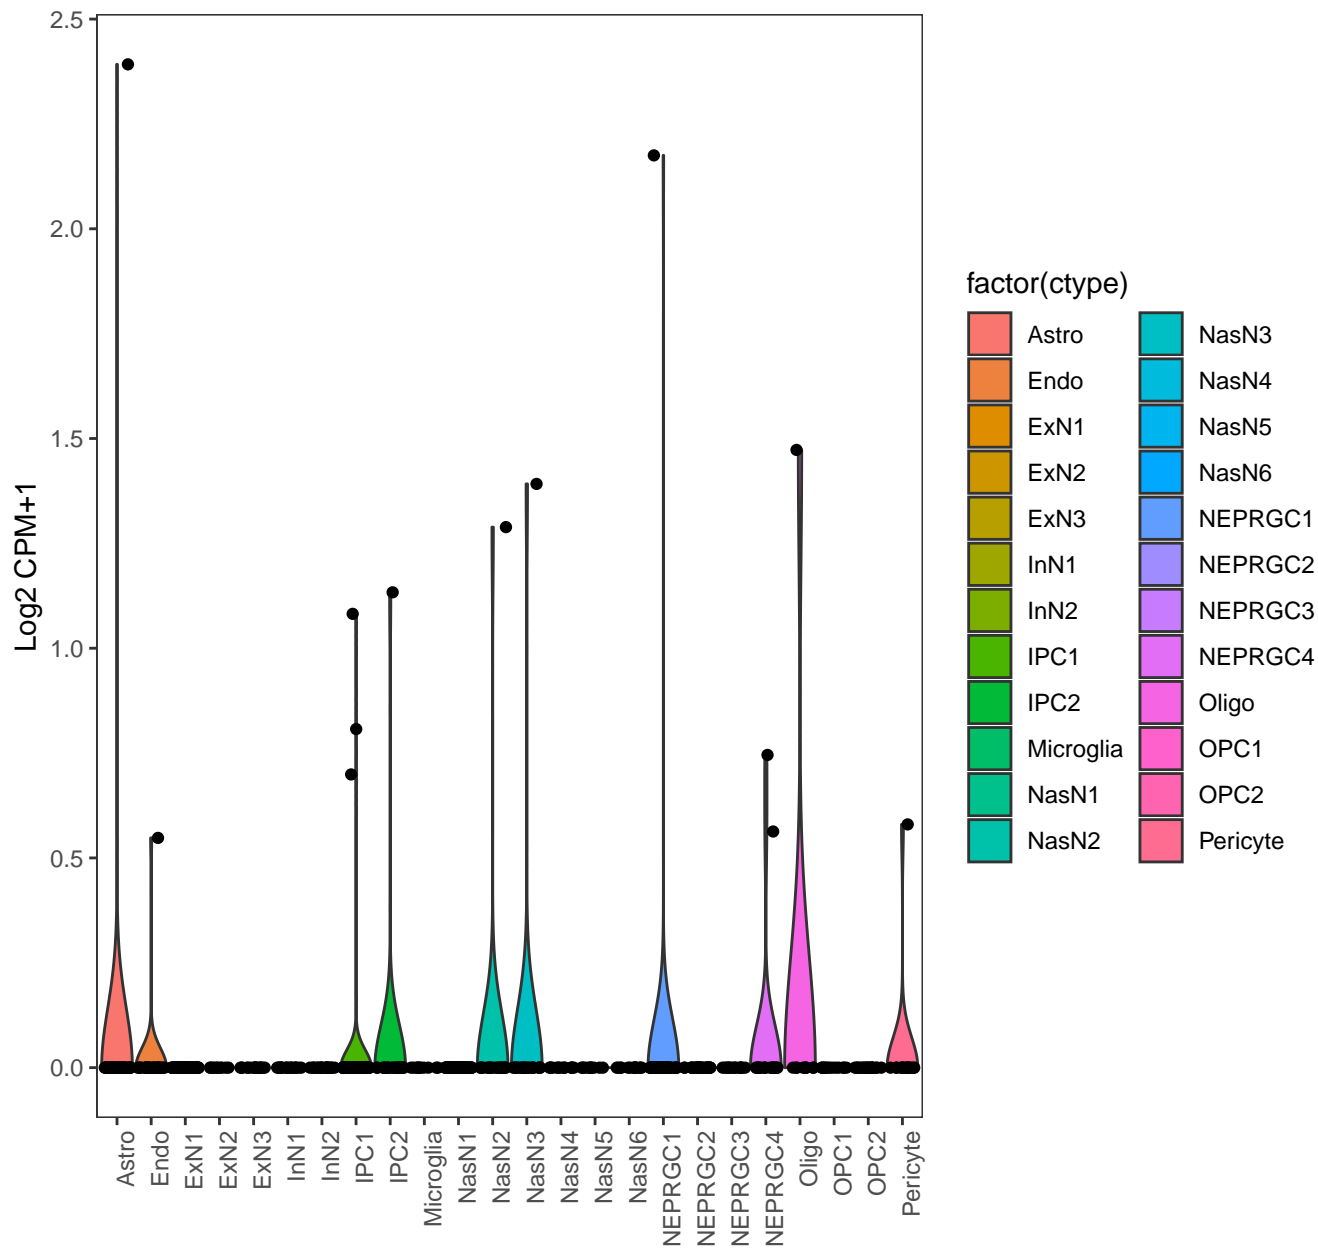 2.5
2.0
1.5
1.0
0.5
0.0
Log2 CPM+1
Astro
Endo
ExN1
ExN2
ExN3
InN1
InN2
IPC1
IPC2
Microglia
NasN1
NasN2
NasN3
NasN4
NasN5
NasN6
NEPRGC1
NEPRGC2
NEPRGC3
NEPRGC4
Oligo
OPC1
OPC2
Pericyte
factor(ctype)
Astro
Endo
ExN1
ExN2
ExN3
InN1
InN2
IPC1
IPC2
Microglia
NasN1
NasN2
NasN3
NasN4
NasN5
NasN6
NEPRGC1
NEPRGC2
NEPRGC3
NEPRGC4
Oligo
OPC1
OPC2
Pericyte